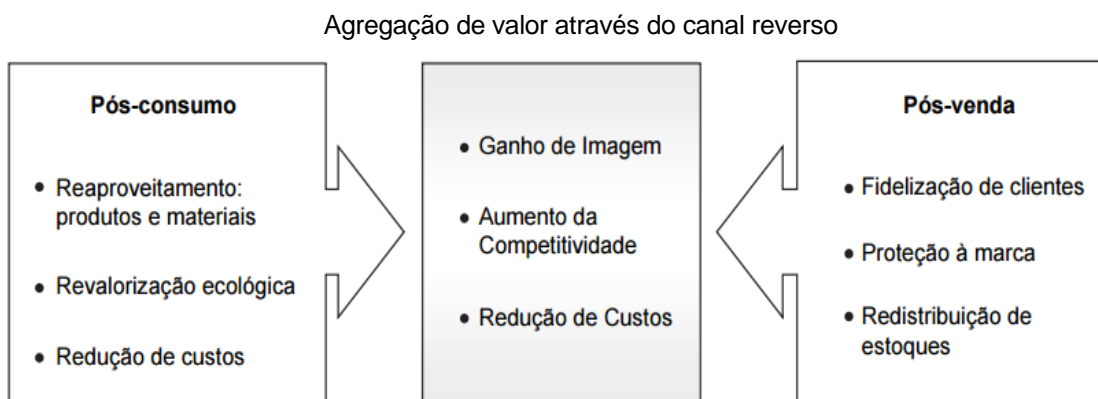 Agregação de valor através do canal reverso
Pós-consumo
• Reaproveitamento:
produtos e materiais
• Revalorização ecológica
• Redução de custos
• Ganho de Imagem
• Aumento da
Competitividade
• Redução de Custos
Pós-venda
• Fidelização de clientes
• Proteção à marca
• Redistribuição de
estoques